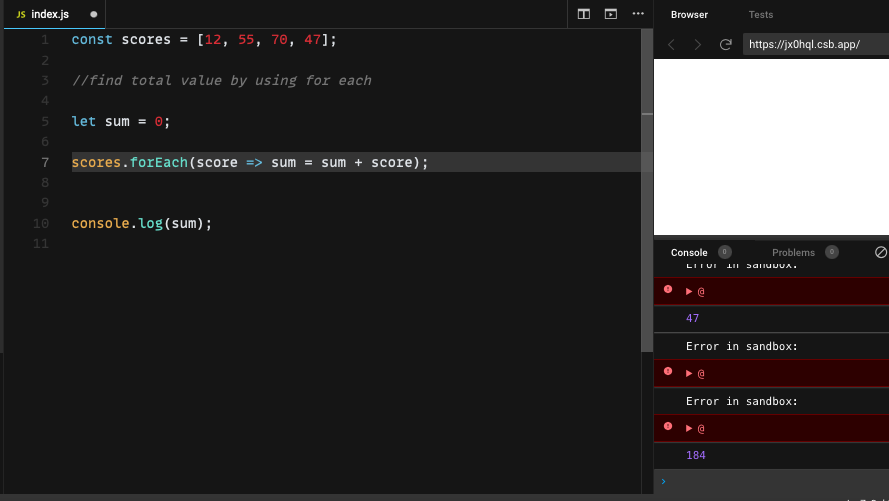 JS index.js
1 const scores = [12, 55, 70, 47];
2
3 //find total value by using for each
4
5 let sum = 0;
6
7 scores.forEach(score => sum = sum + score);
8
9
10 console.log(sum);
11
Browser Tests
https://jx0hql.csb.app/
Console 0 Problems 0
Error in sandbox:
▶ @
47
Error in sandbox:
▶ @
Error in sandbox:
▶ @
184
›